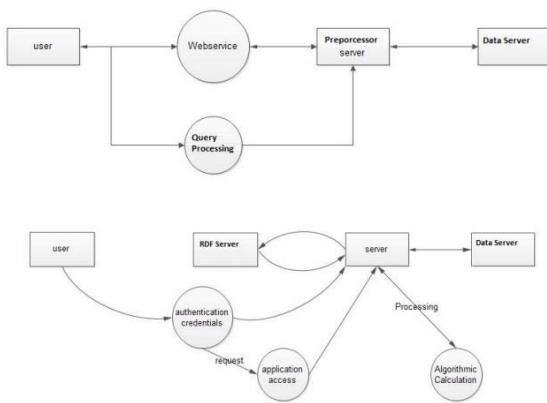 user
Webservice
Preporcessor
server
Data Server
Query
Processing
user
RDF Server
server
Data Server
authentication
credentials
Processing
request
application
access
Algorithmic
Calculation